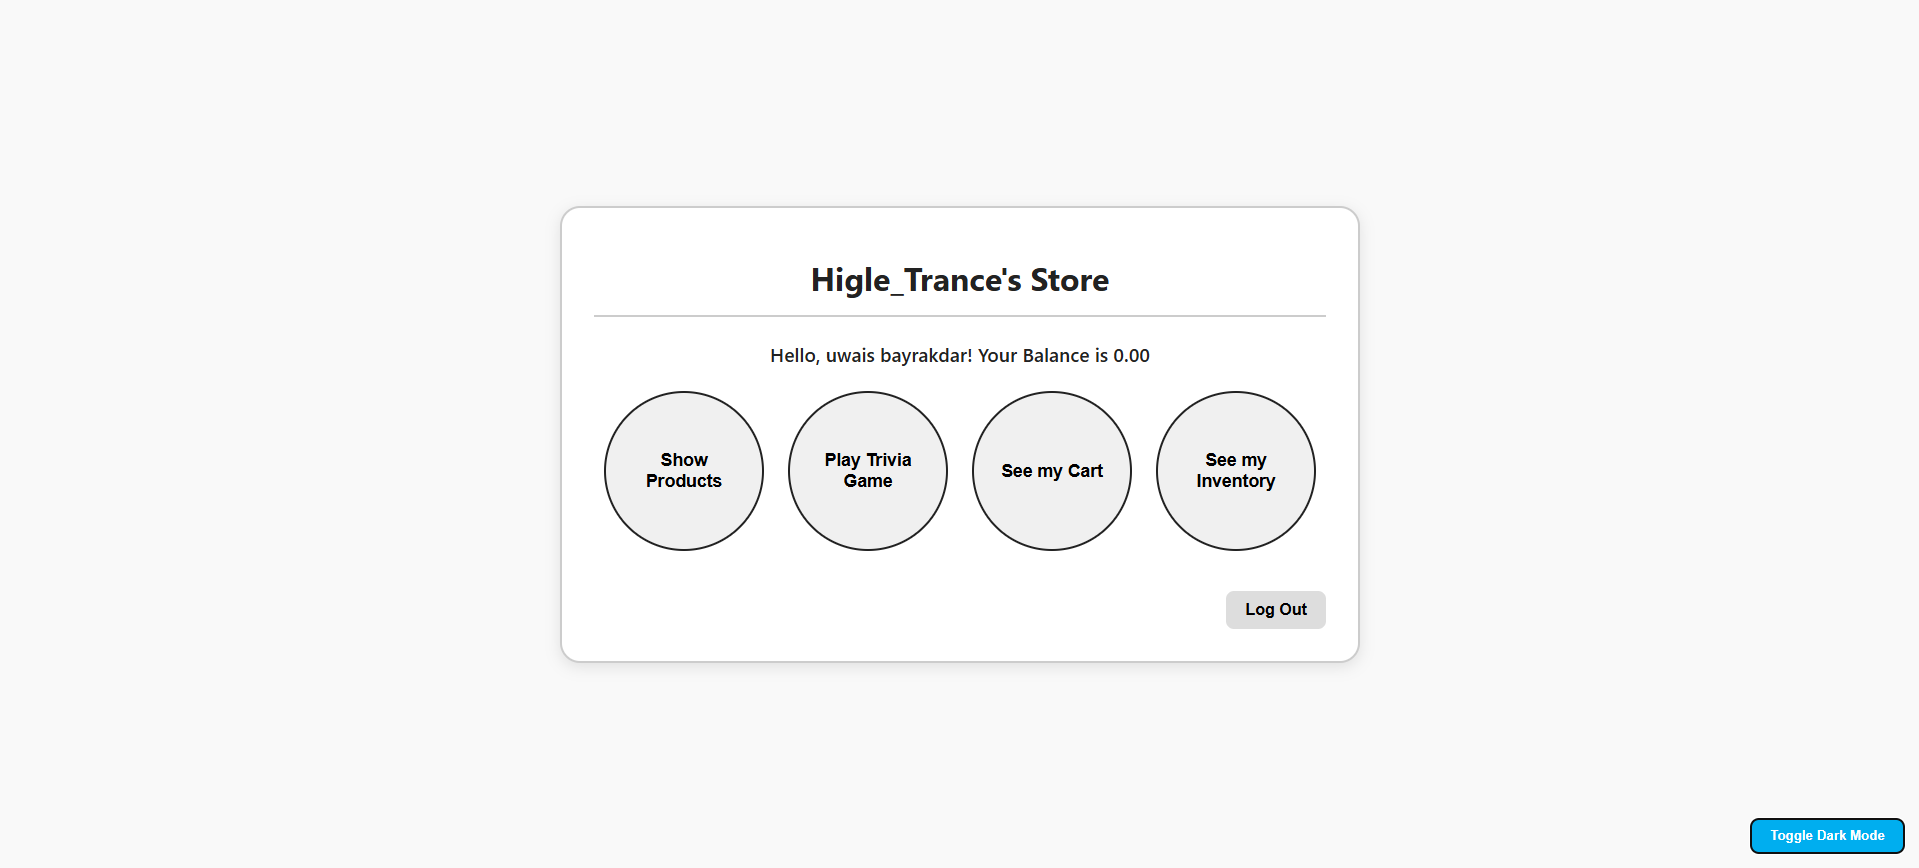 Higle_Trance's Store
Hello, uwais bayrakdar! Your Balance is 0.00
Show
Products
Play Trivia
Game
See my Cart
See my
Inventory
Log Out
Toggle Dark Mode